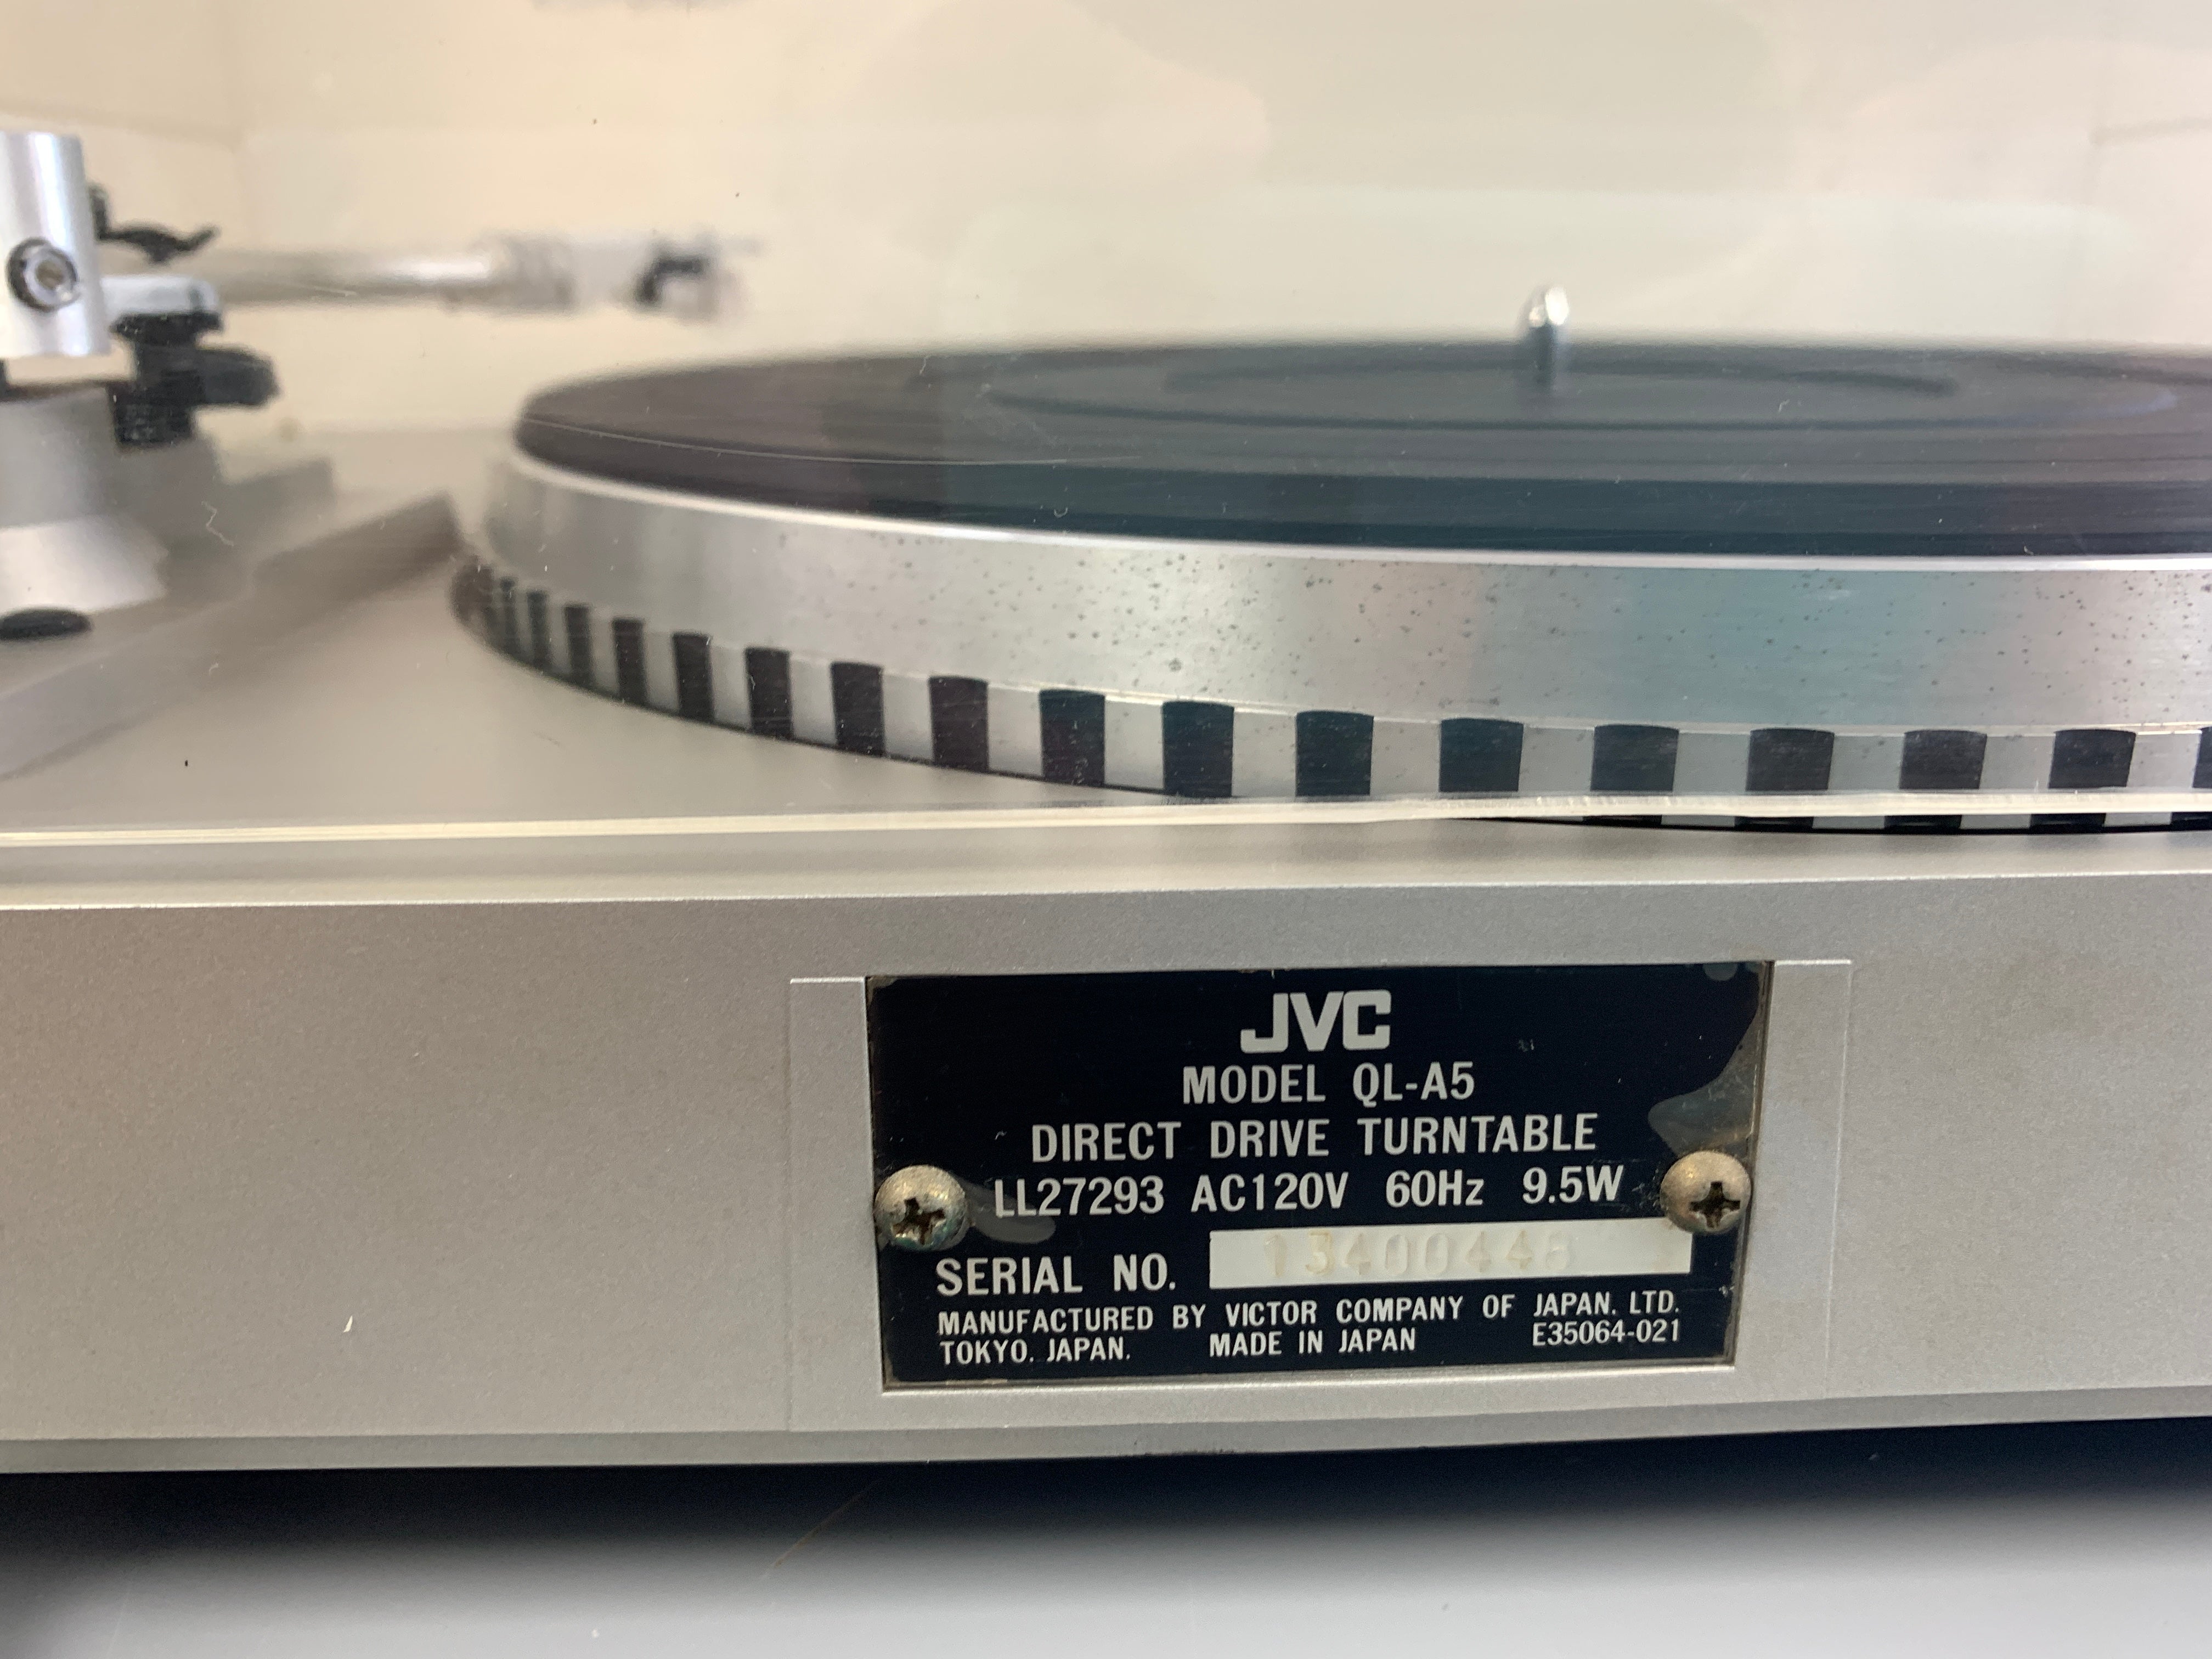 JVC
MODEL QL-A5
DIRECT DRIVE TURNTABLE
LL27293 AC120V 60Hz 9.5W
SERIAL NO. 13400446
MANUFACTURED BY VICTOR COMPANY OF JAPAN. LTD.
TOKYO. JAPAN. MADE IN JAPAN E35064-021